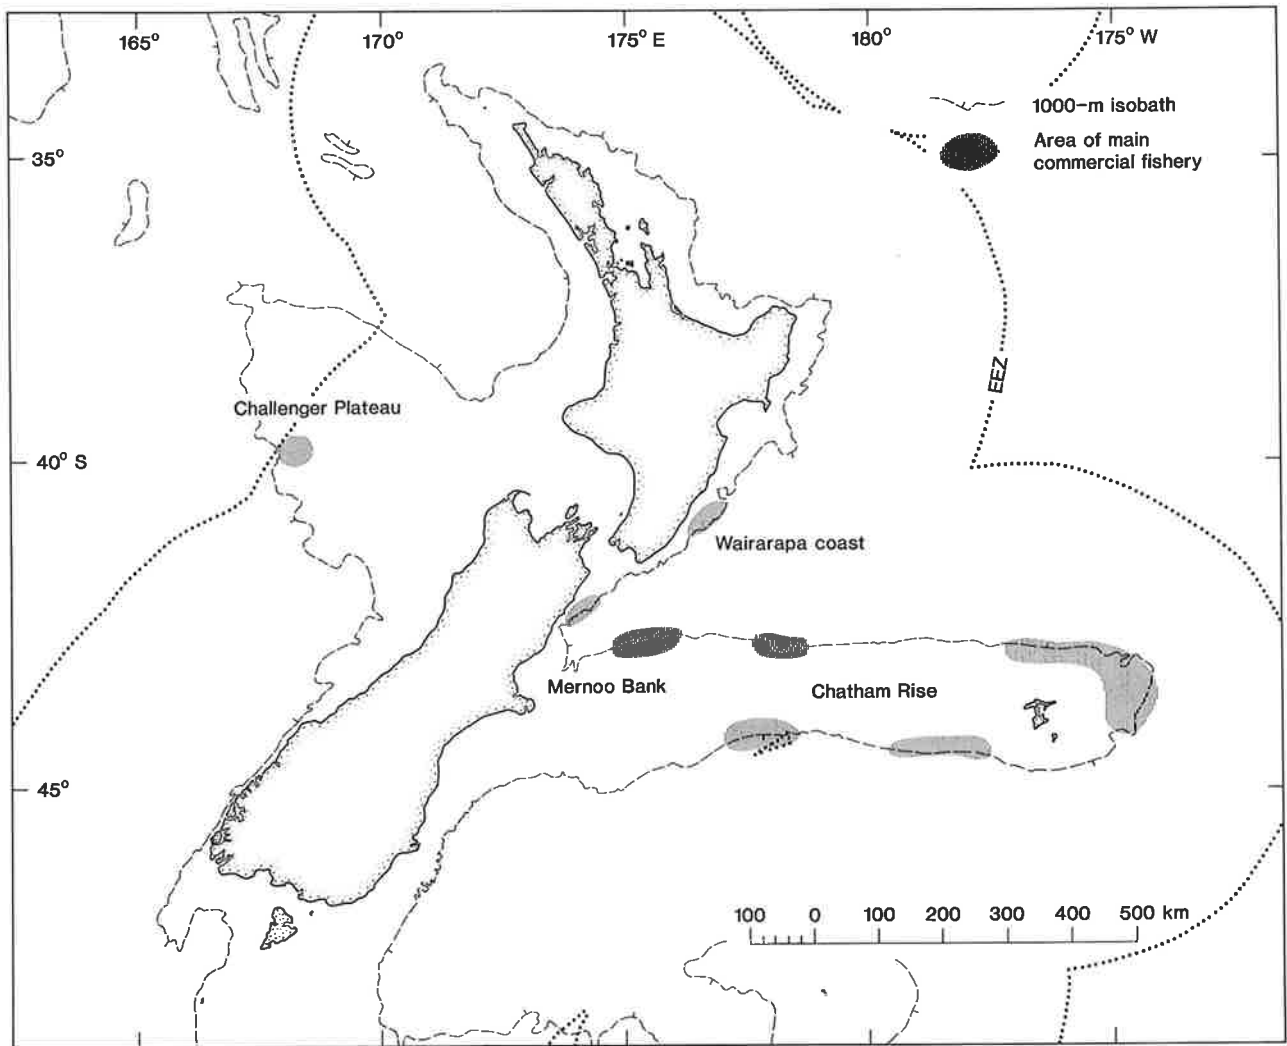 165° 170° 175° E 180° 175° W
1000-m isobath
Area of main
commercial fishery
35°
EEZ
Challenger Plateau
40° S
Wairarapa coast
Mernoo Bank
Chatham Rise
45°
100 0 100 200 300 400 500 km